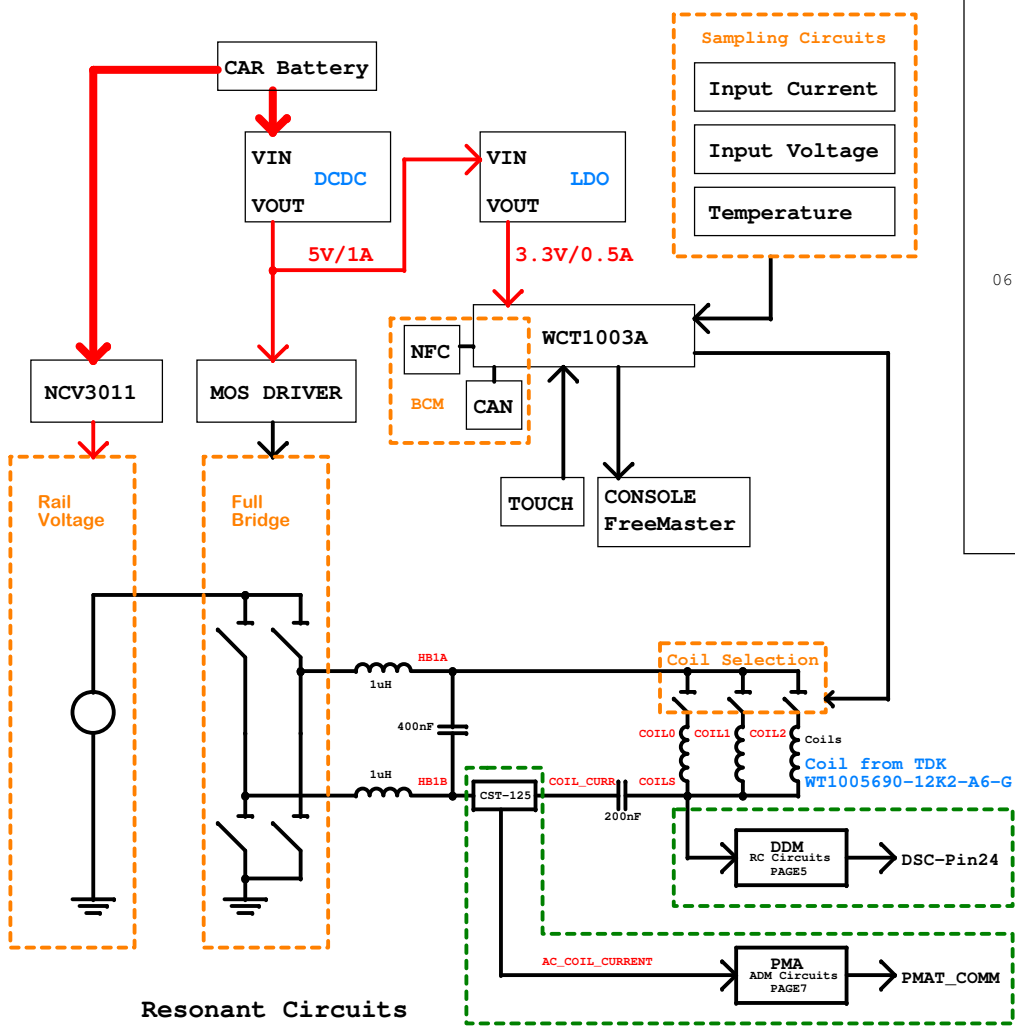 CAR Battery
Sampling Circuits
Input Current
Input Voltage
Temperature
VIN
DCDC
VOUT
VIN
LDO
VOUT
5V/1A
3.3V/0.5A
06
WCT1003A
NFC
BCM
CAN
NCV3011
MOS DRIVER
TOUCH
CONSOLE
FreeMaster
Rail
Voltage
Full
Bridge
HB1A
1uH
Coil Selection
400nF
COIL0
COIL1
COIL2
Coils
Coil from TDK
WT1005690-12K2-A6-G
1uH
HB1B
CST-125
COIL_CURR
COILS
200nF
DDM
RC Circuits
PAGE5
DSC-Pin24
AC_COIL_CURRENT
PMA
ADM Circuits
PAGE7
PMAT_COMM
Resonant Circuits